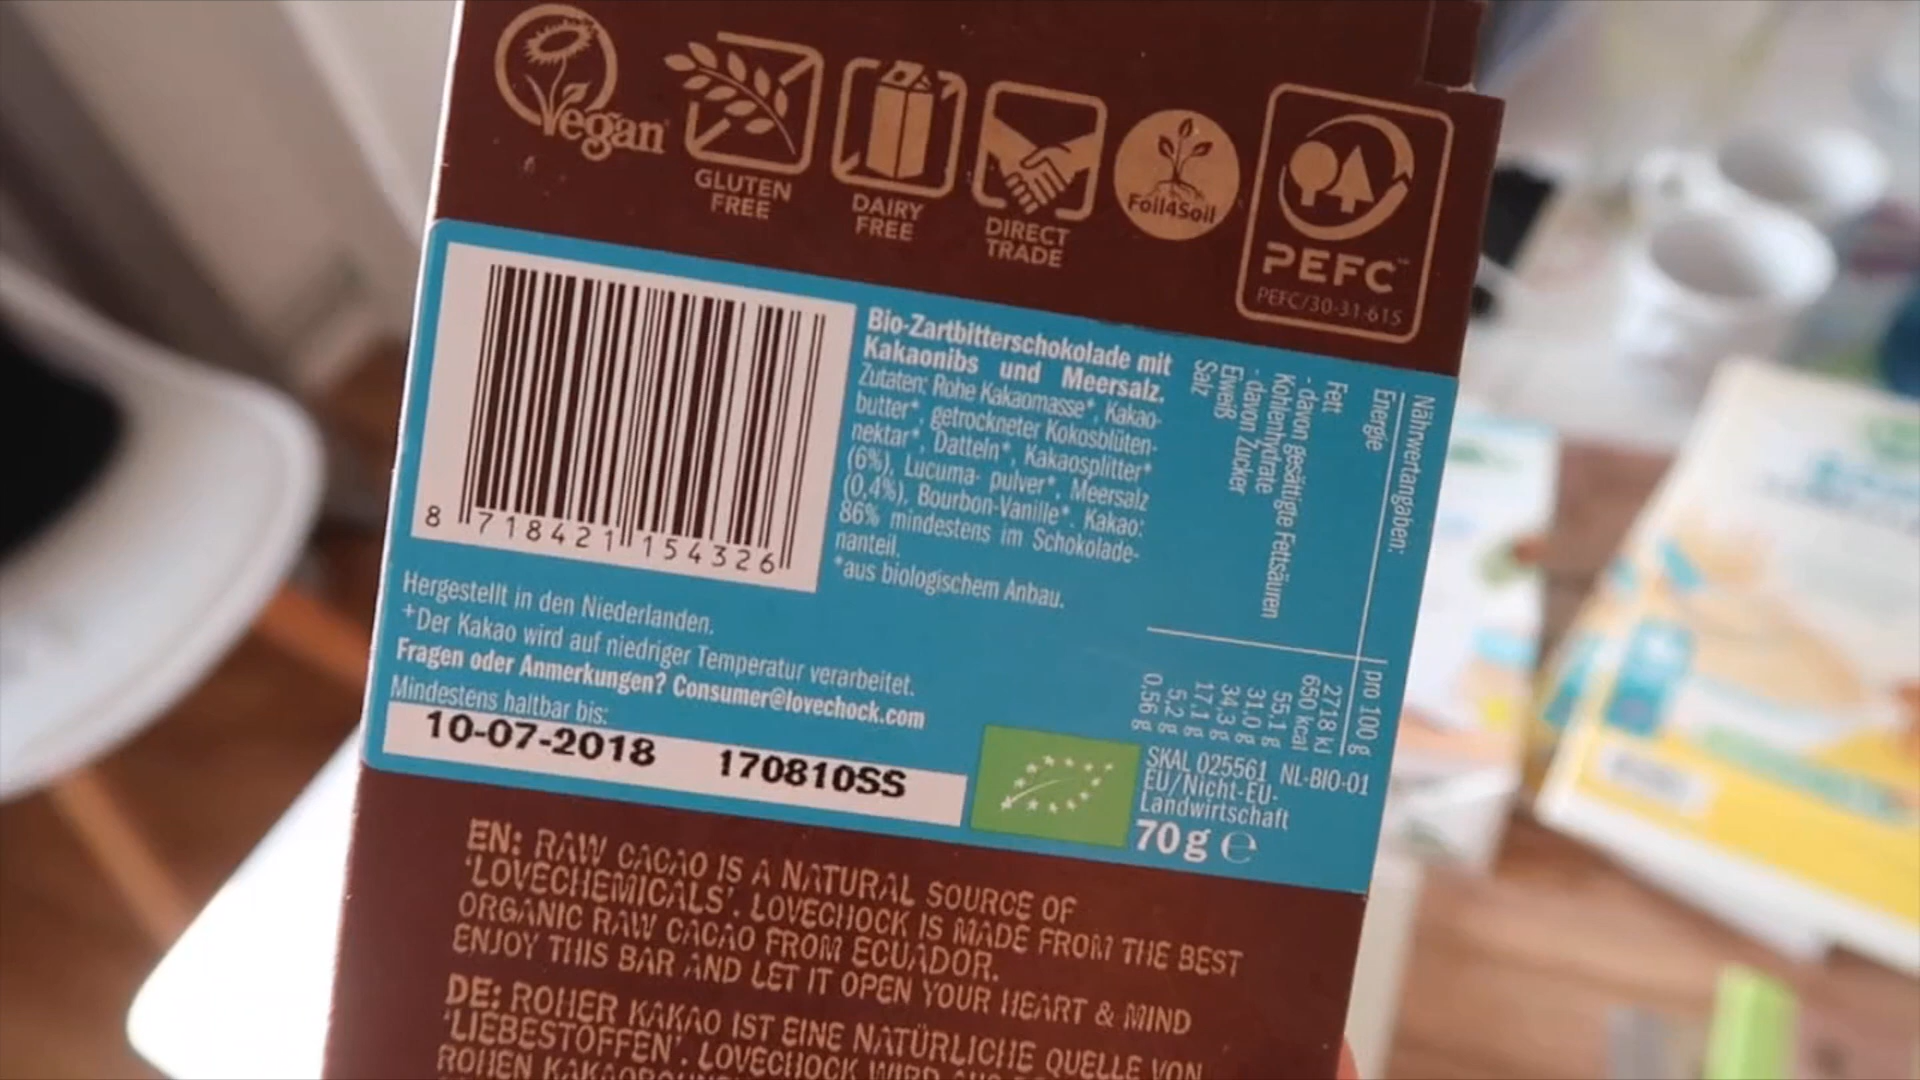 Vegan
GLUTEN
FREE
DAIRY
FREE
DIRECT
TRADE
Foil4Soil
PEFC™
PEFC/30-31-615
8 718421 154326
Bio-Zartbitterschokolade mit
Kakaonibs und Meersalz.
Zutaten: Rohe Kakaomasse*, Kakao-
butter*, getrockneter Kokosblüten-
nektar*, Datteln*, Kakaosplitter*
(6%), Lucuma- pulver*, Meersalz
(0,4%), Bourbon-Vanille*. Kakao:
86% mindestens im Schokolade-
nanteil.
*aus biologischem Anbau.
Nährwertangaben:
pro 100 g
Energie 2718 kJ
650 kcal
Fett 55.1 g
- davon gesättigte Fettsäuren 31.0 g
Kohlenhydrate 34.3 g
- davon Zucker 17.1 g
Eiweiß 5.2 g
Salz 0.56 g
Hergestellt in den Niederlanden.
+Der Kakao wird auf niedriger Temperatur verarbeitet.
Fragen oder Anmerkungen? Consumer@lovechock.com
Mindestens haltbar bis:
10-07-2018 170810SS
SKAL 025561 NL-BIO-01
EU/Nicht-EU-
Landwirtschaft
70 g e
EN: RAW CACAO IS A NATURAL SOURCE OF
'LOVECHEMICALS'. LOVECHOCK IS MADE FROM THE BEST
ORGANIC RAW CACAO FROM ECUADOR.
ENJOY THIS BAR AND LET IT OPEN YOUR HEART & MIND
DE: ROHER KAKAO IST EINE NATÜRLICHE QUELLE VON
'LIEBESTOFFEN'. LOVECHOCK WIRD AUS
ROHEN